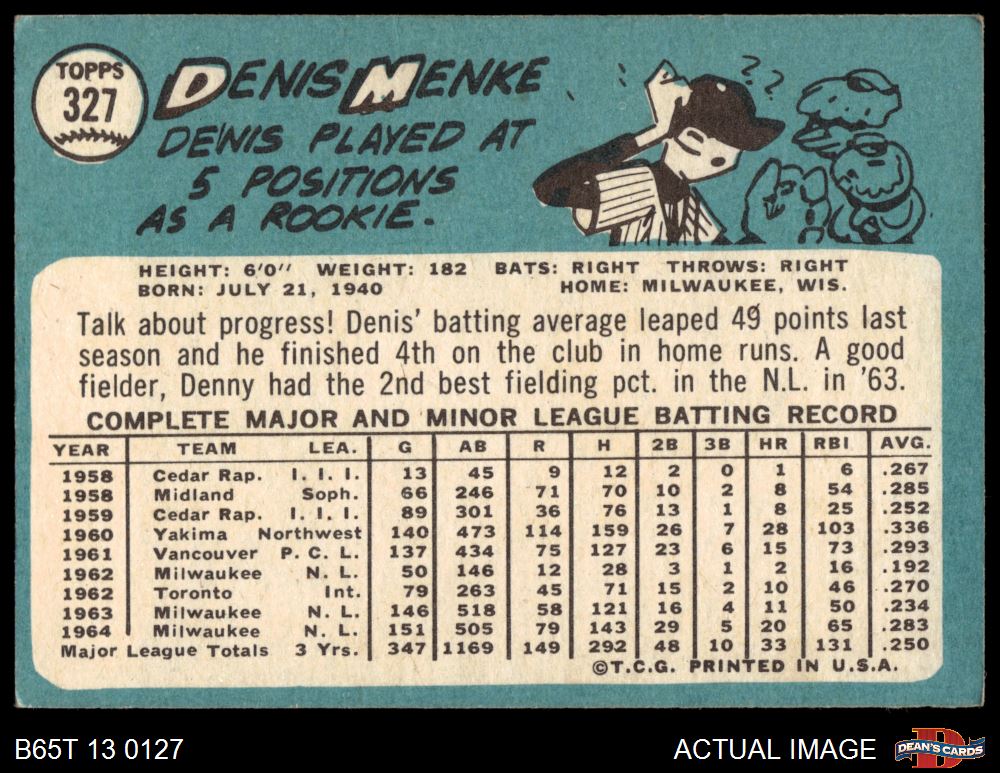 TOPPS
327
DENIS MENKE
DENIS PLAYED AT
5 POSITIONS
AS A ROOKIE.
??
HEIGHT: 6'0" WEIGHT: 182 BATS: RIGHT THROWS: RIGHT
BORN: JULY 21, 1940 HOME: MILWAUKEE, WIS.
Talk about progress! Denis' batting average leaped 49 points last
season and he finished 4th on the club in home runs. A good
fielder, Denny had the 2nd best fielding pct. in the N.L. in '63.
COMPLETE MAJOR AND MINOR LEAGUE BATTING RECORD
YEAR TEAM LEA. G AB R H 2B 3B HR RBI AVG.
1958 Cedar Rap. I. I. I. 13 45 9 12 2 0 1 6 .267
1958 Midland Soph. 66 246 71 70 10 2 8 54 .285
1959 Cedar Rap. I. I. I. 89 301 36 76 13 1 8 25 .252
1960 Yakima Northwest 140 473 114 159 26 7 28 103 .336
1961 Vancouver P. C. L. 137 434 75 127 23 6 15 73 .293
1962 Milwaukee N. L. 50 146 12 28 3 1 2 16 .192
1962 Toronto Int. 79 263 45 71 15 2 10 46 .270
1963 Milwaukee N. L. 146 518 58 121 16 4 11 50 .234
1964 Milwaukee N. L. 151 505 79 143 29 5 20 65 .283
Major League Totals 3 Yrs. 347 1169 149 292 48 10 33 131 .250
©T.C.G. PRINTED IN U.S.A.
B65T 13 0127 ACTUAL IMAGE
D
DEAN'S CARDS